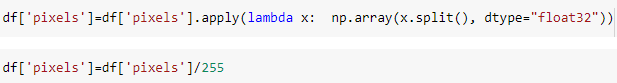 df['pixels']=df['pixels'].apply(lambda x:  np.array(x.split(), dtype="float32"))
df['pixels']=df['pixels']/255